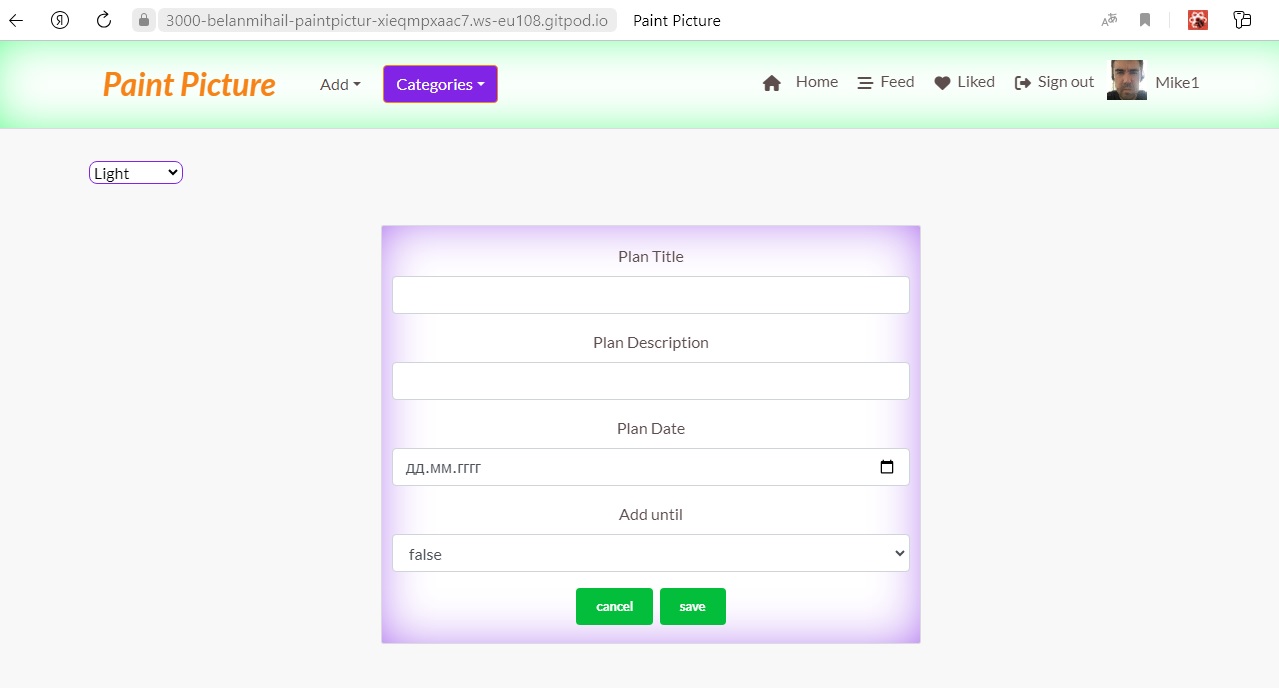 Я 3000-belanmihail-paintpictur-xieqmpxaac7.ws-eu108.gitpod.io Paint Picture
Paint Picture Add Categories Home Feed Liked Sign out Mike1
Light
Plan Title
Plan Description
Plan Date
дд.мм.гггг
Add until
false
cancel save